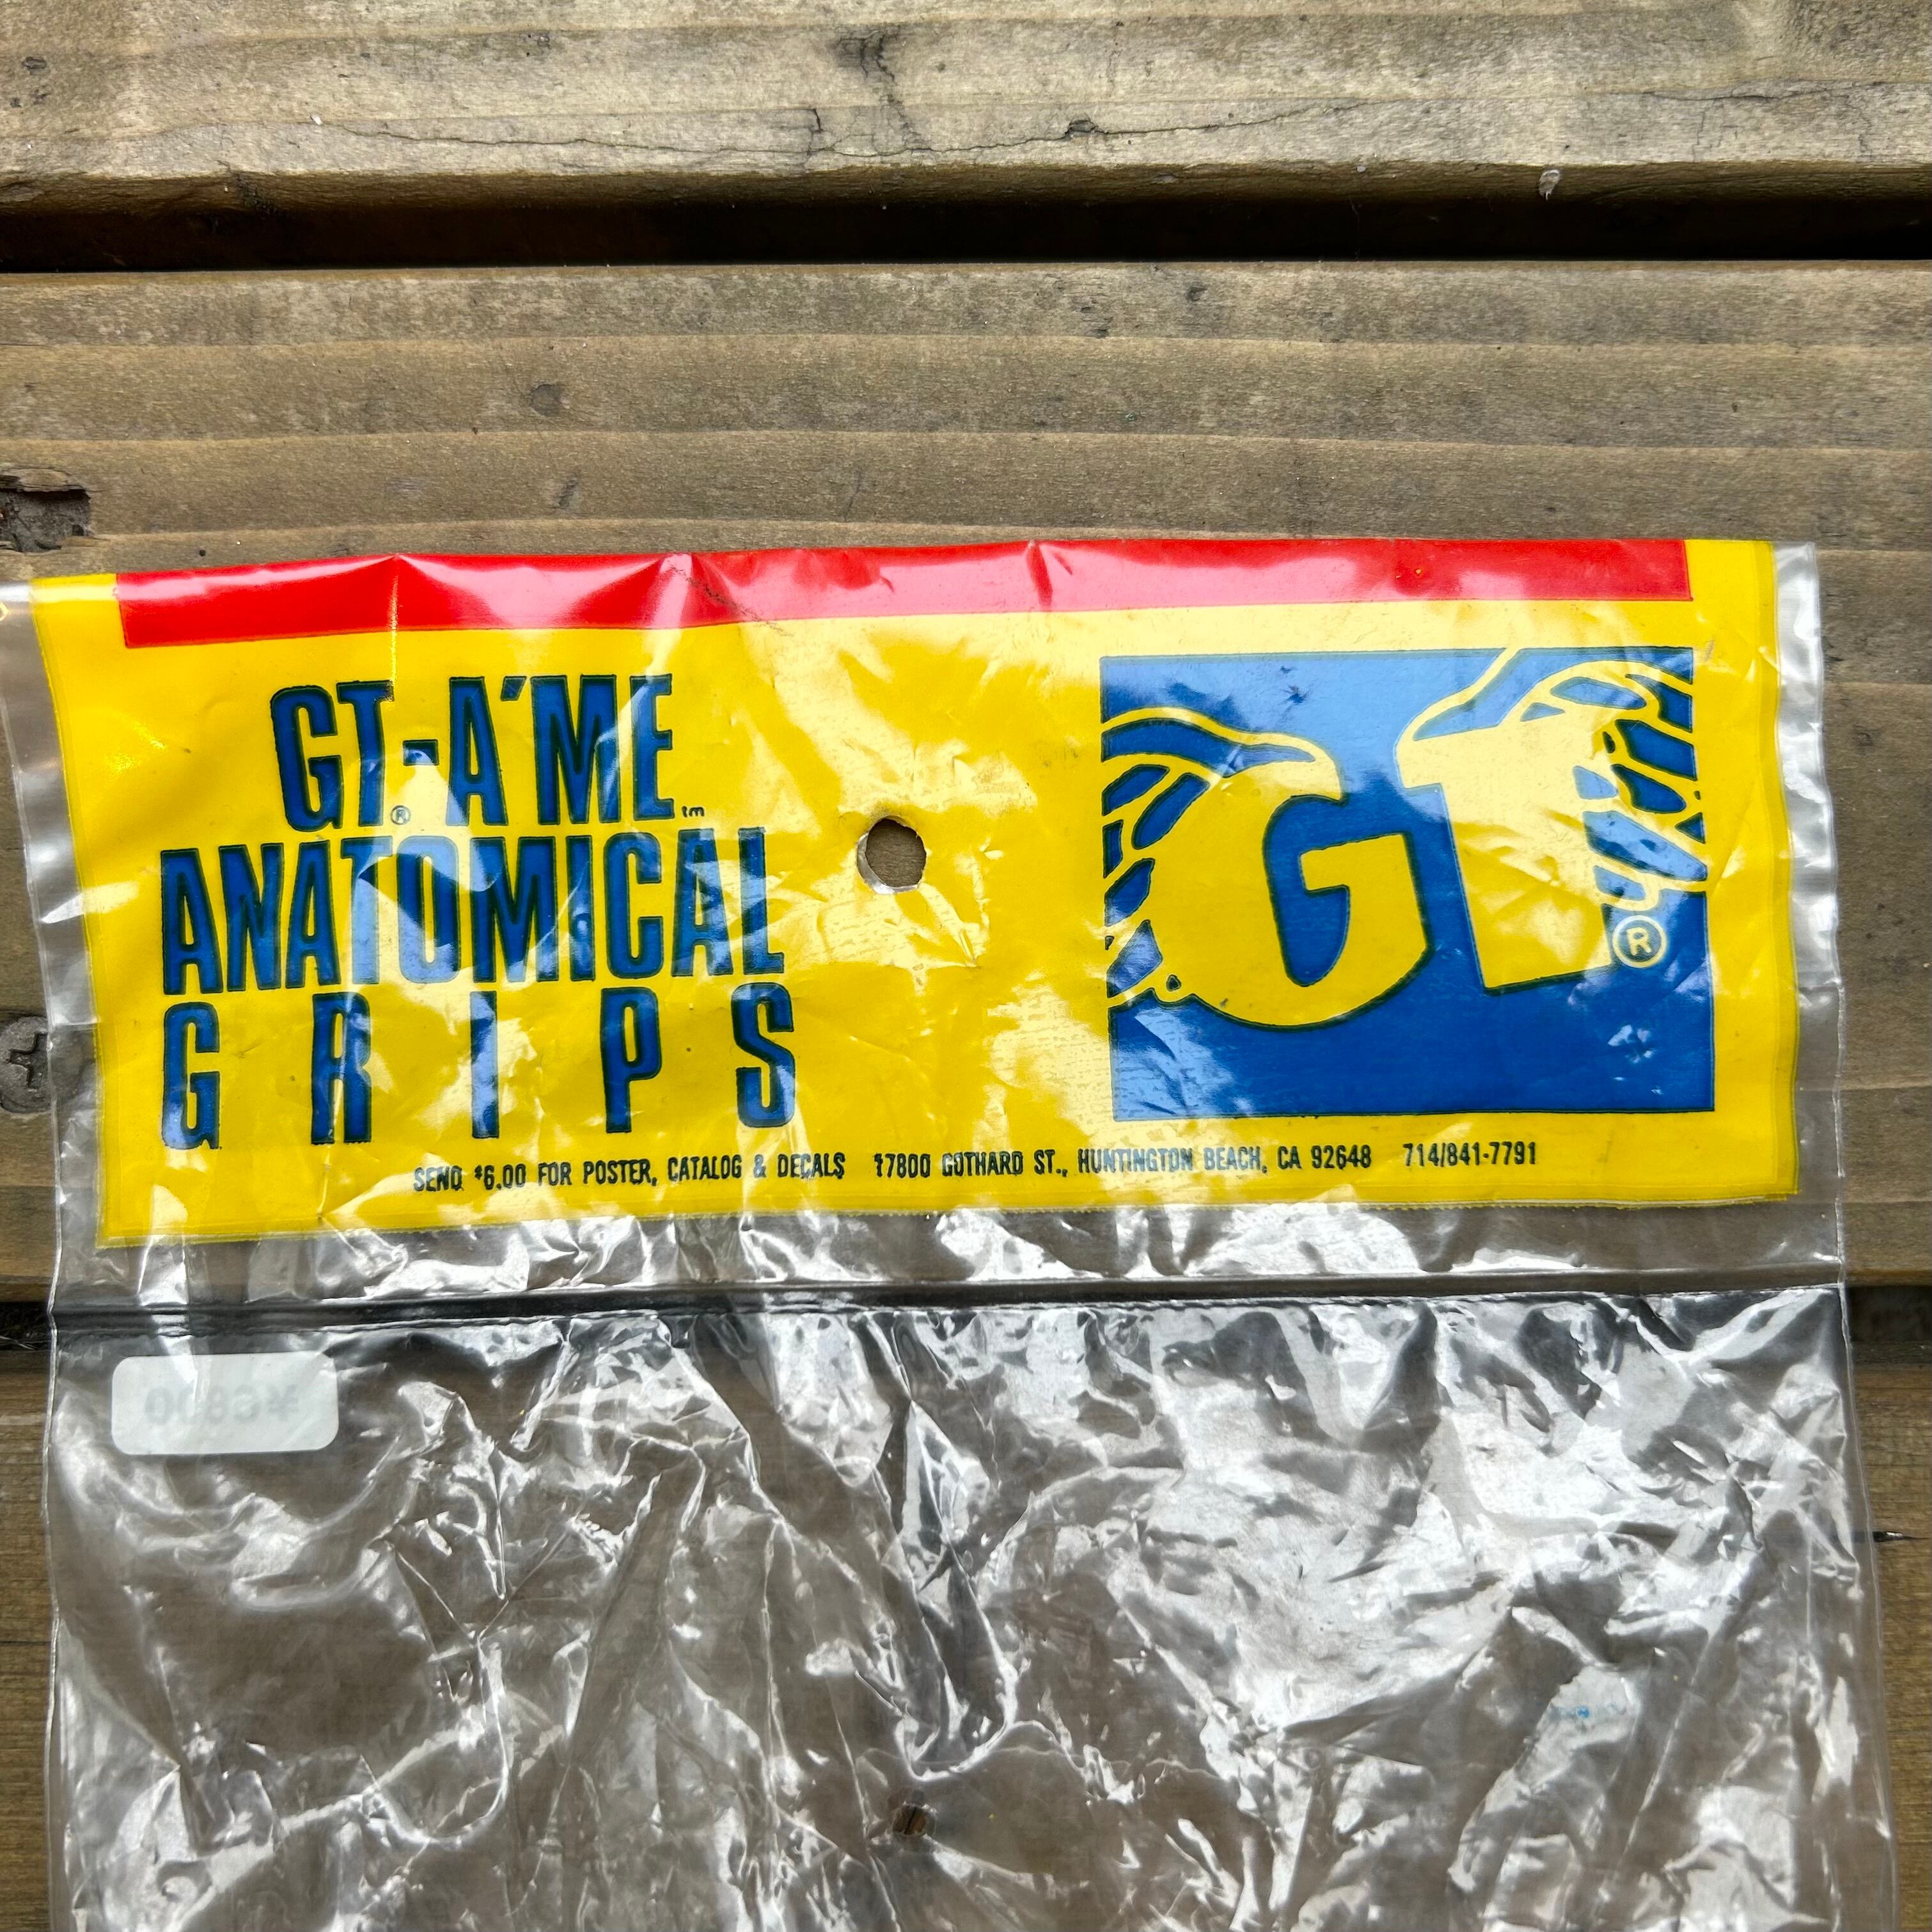 GT®-A'ME™
ANATOMICAL
GRIPS
GT®
SEND $6.00 FOR POSTER, CATALOG & DECALS 17800 GOTHARD ST., HUNTINGTON BEACH, CA 92648 714/841-7791